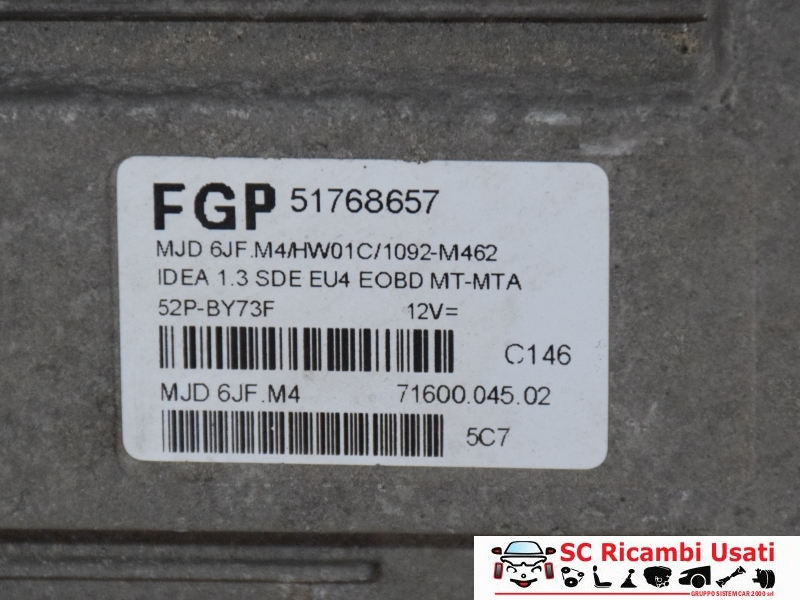 FGP 51768657
MJD 6JF.M4/HW01C/1092-M462
IDEA 1.3 SDE EU4 EOBD MT-MTA
52P-BY73F 12V=
C146
MJD 6JF.M4 71600.045.02
5C7
SC Ricambi Usati
GRUPPO SISTEMCAR 2000 srl